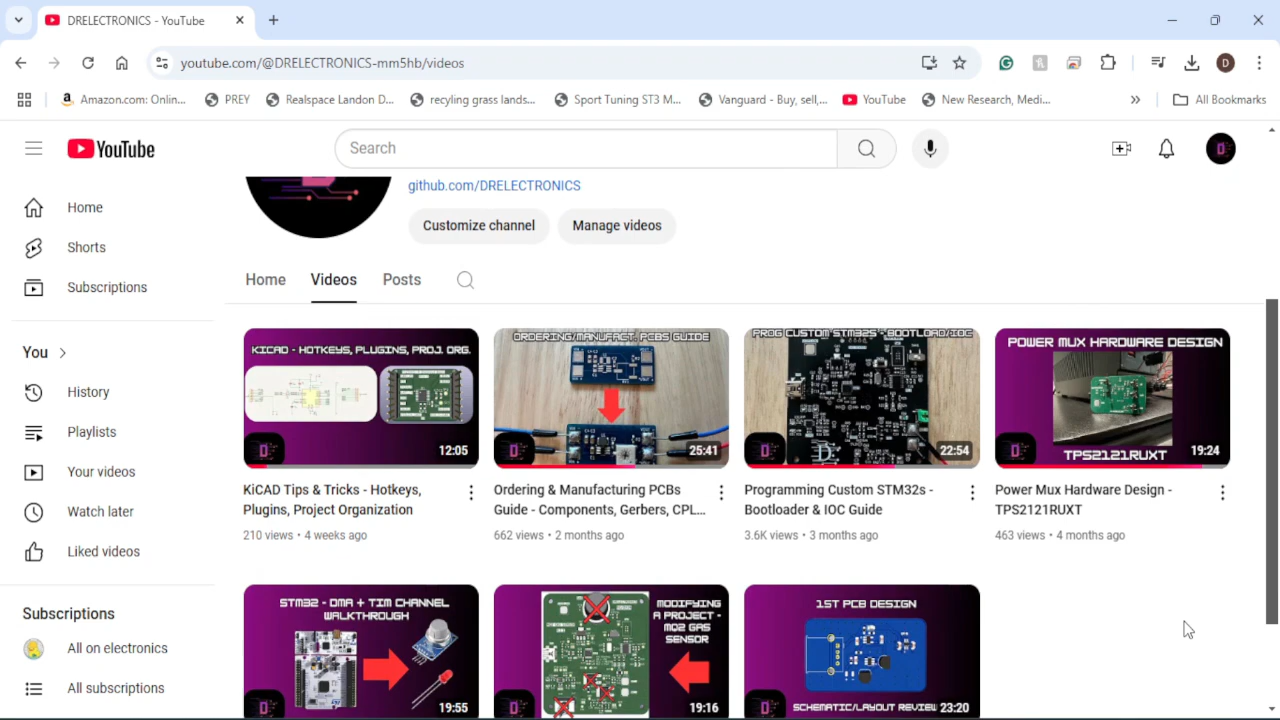 DRELECTRONICS - YouTube
youtube.com/@DRELECTRONICS-mm5hb/videos
D
Amazon.com: Onlin...
PREY
Realspace Landon D...
recyling grass lands...
Sport Tuning ST3 M...
Vanguard - Buy, sell,...
YouTube
New Research, Medi...
All Bookmarks
YouTube
Search
github.com/DRELECTRONICS
Customize channel
Manage videos
Home
Shorts
Subscriptions
You
History
Playlists
Your videos
Watch later
Liked videos
Subscriptions
All on electronics
All subscriptions
Home
Videos
Posts
KICAD - HOTKEYS, PLUGINS, PROJ. ORG.
12:05
KiCAD Tips & Tricks - Hotkeys,
Plugins, Project Organization
210 views • 4 weeks ago
ORDERING/MANUFACT. PCBS GUIDE
25:41
Ordering & Manufacturing PCBs
Guide - Components, Gerbers, CPL...
662 views • 2 months ago
PROG CUSTOM STM32S - BOOTLOAD/IOC
22:54
Programming Custom STM32s -
Bootloader & IOC Guide
3.6K views • 3 months ago
POWER MUX HARDWARE DESIGN
TPS2121RUXT
19:24
Power Mux Hardware Design -
TPS2121RUXT
463 views • 4 months ago
STM32 - DMA + TIM CHANNEL
WALKTHROUGH
19:55
MODIFYING
A PROJECT -
MQ2 GAS
SENSOR
19:16
1ST PCB DESIGN
SCHEMATIC/LAYOUT REVIEW
23:20